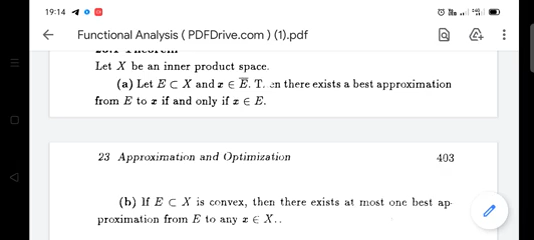 19:14
Functional Analysis ( PDFDrive.com ) (1).pdf
Theorem
Let X be an inner product space.
(a) Let E ⊂ X and x ∈ E̅. T. en there exists a best approximation
from E to x if and only if x ∈ E.
23 Approximation and Optimization 403
(b) If E ⊂ X is convex, then there exists at most one best ap-
proximation from E to any x ∈ X..